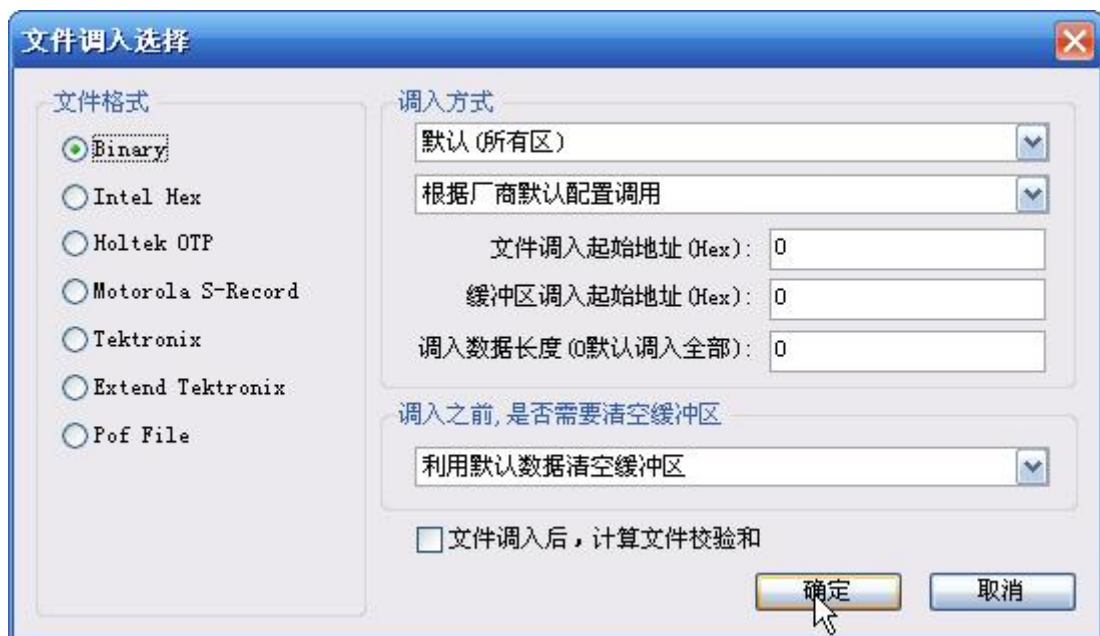 文件调入选择
文件格式
Binary
Intel Hex
Holtek OTP
Motorola S-Record
Tektronix
Extend Tektronix
Pof File
调入方式
默认(所有区)
根据厂商默认配置调用
文件调入起始地址(Hex): 0
缓冲区调入起始地址(Hex): 0
调入数据长度(0默认调入全部): 0
调入之前,是否需要清空缓冲区
利用默认数据清空缓冲区
文件调入后，计算文件校验和
确定 取消